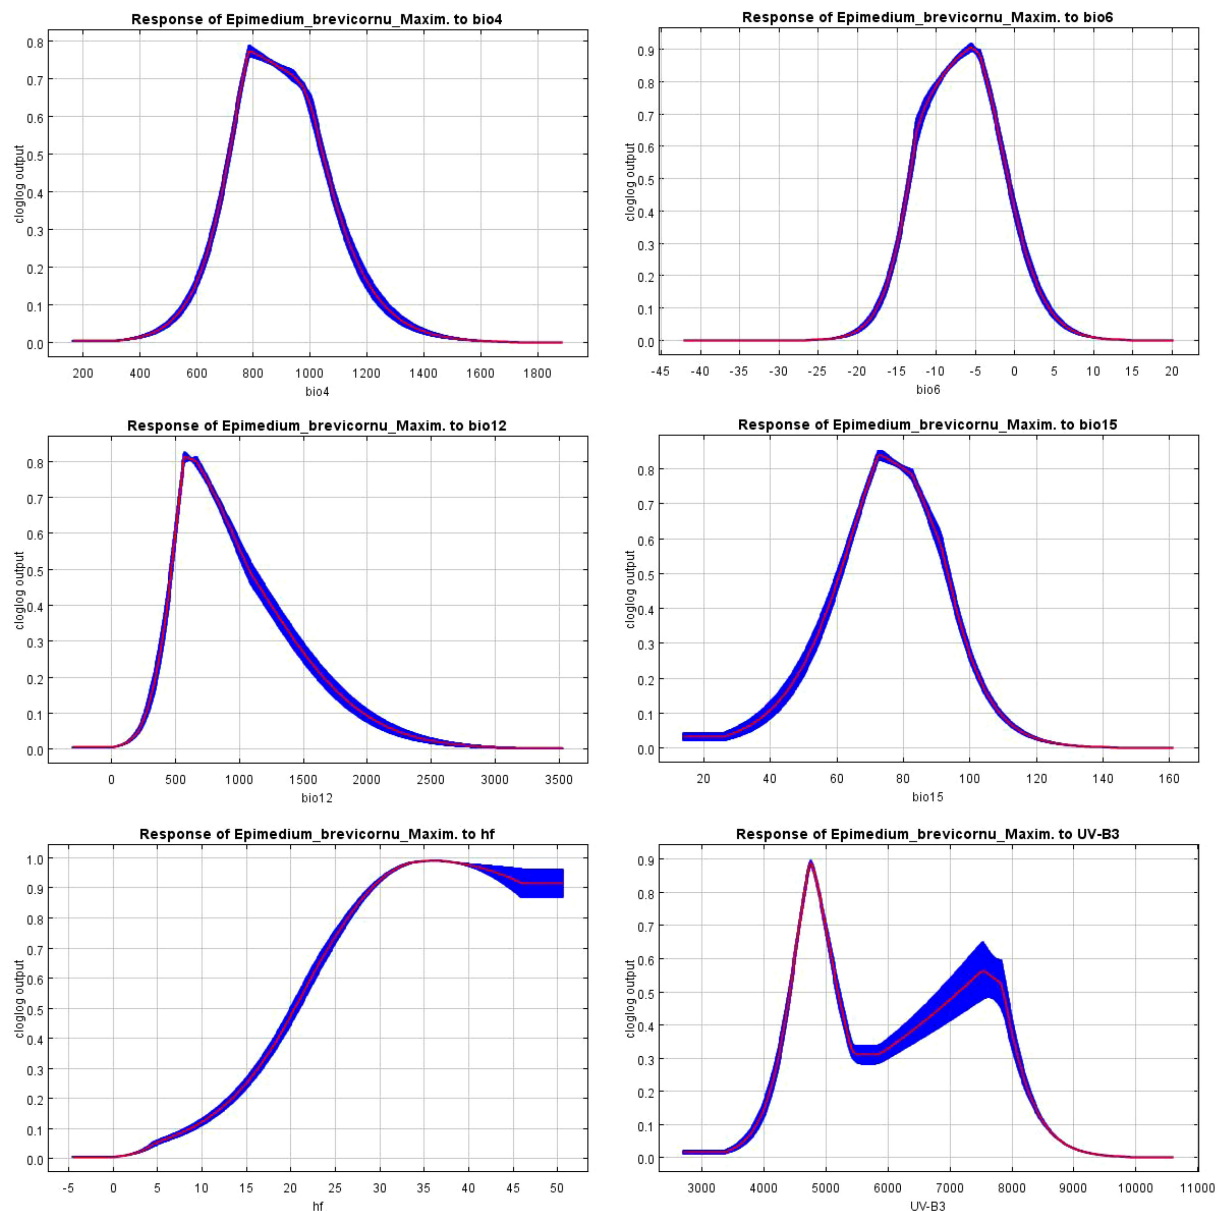 Response of Epimedium_brevicornu_Maxim. to bio4
cloglog output
0.8
0.7
0.6
0.5
0.4
0.3
0.2
0.1
0.0
200 400 600 800 1000 1200 1400 1600 1800
bio4
Response of Epimedium_brevicornu_Maxim. to bio6
cloglog output
0.9
0.8
0.7
0.6
0.5
0.4
0.3
0.2
0.1
0.0
-45 -40 -35 -30 -25 -20 -15 -10 -5 0 5 10 15 20
bio6
Response of Epimedium_brevicornu_Maxim. to bio12
cloglog output
0.8
0.7
0.6
0.5
0.4
0.3
0.2
0.1
0.0
0 500 1000 1500 2000 2500 3000 3500
bio12
Response of Epimedium_brevicornu_Maxim. to bio15
cloglog output
0.8
0.7
0.6
0.5
0.4
0.3
0.2
0.1
0.0
20 40 60 80 100 120 140 160
bio15
Response of Epimedium_brevicornu_Maxim. to hf
cloglog output
1.0
0.9
0.8
0.7
0.6
0.5
0.4
0.3
0.2
0.1
0.0
-5 0 5 10 15 20 25 30 35 40 45 50
hf
Response of Epimedium_brevicornu_Maxim. to UV-B3
cloglog output
0.9
0.8
0.7
0.6
0.5
0.4
0.3
0.2
0.1
0.0
3000 4000 5000 6000 7000 8000 9000 10000 11000
UV-B3